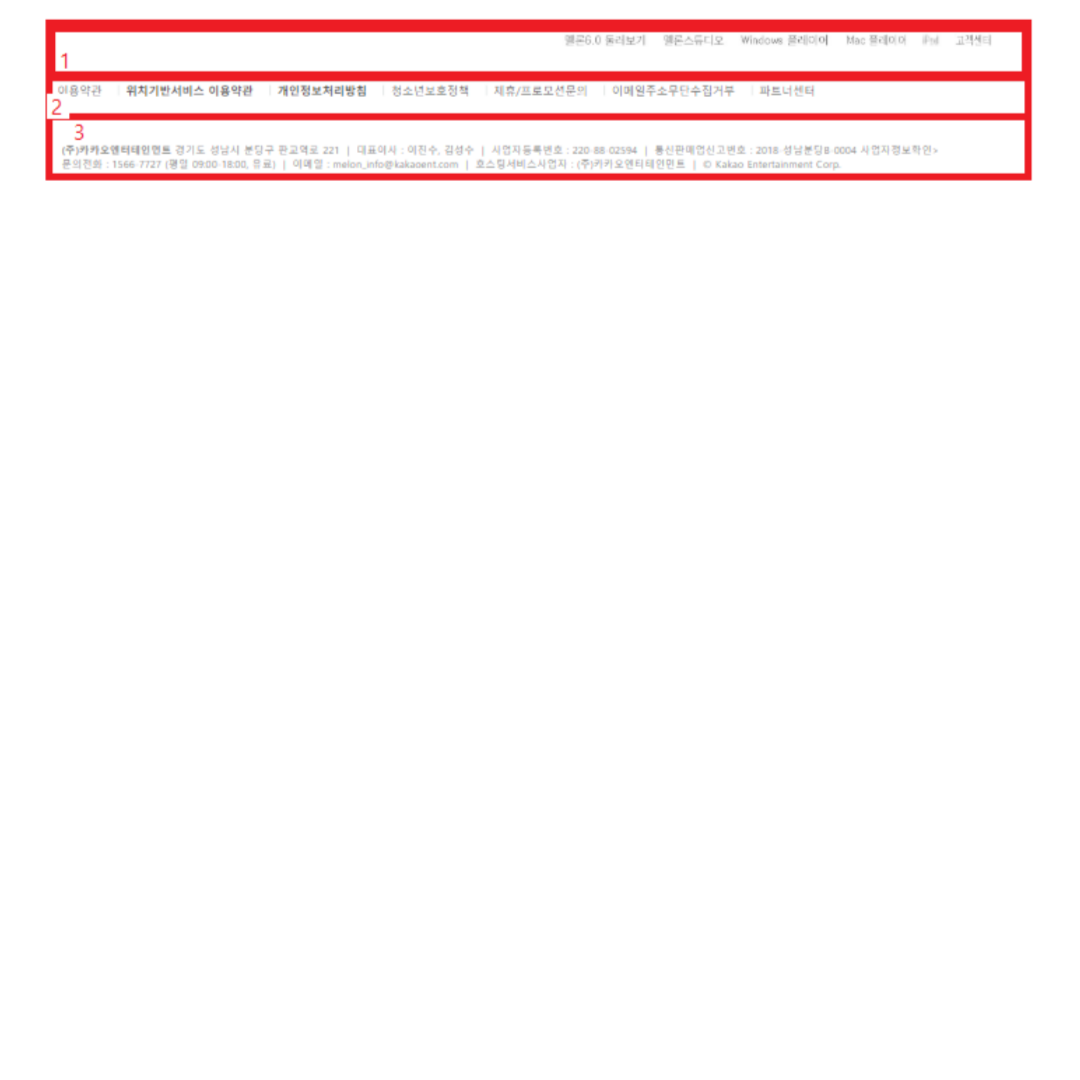 멜론6.0 둘러보기 멜론스튜디오 Windows 플레이어 Mac 플레이어 iPad 고객센터
1
이용약관 | 위치기반서비스 이용약관 | 개인정보처리방침 | 청소년보호정책 | 제휴/프로모션문의 | 이메일주소무단수집거부 | 파트너센터
2
3
(주)카카오엔터테인먼트 경기도 성남시 분당구 판교역로 221 | 대표이사 : 이진수, 김성수 | 사업자등록번호 : 220-88-02594 | 통신판매업신고번호 : 2018-성남분당B-0004 사업자정보확인>
문의전화 : 1566-7727 (평일 09:00-18:00, 유료) | 이메일 : melon_info@kakaoent.com | 호스팅서비스사업자 : (주)카카오엔터테인먼트 | © Kakao Entertainment Corp.